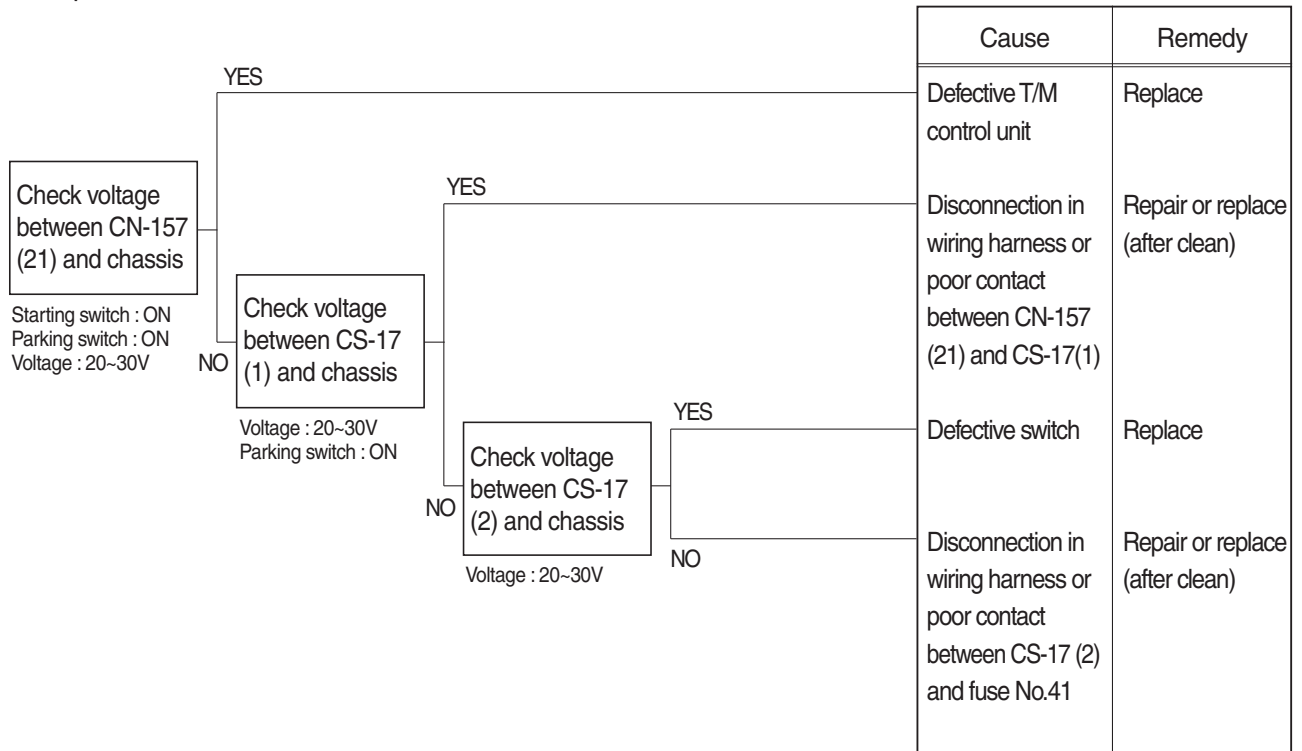 Cause
Remedy
YES
Defective T/M
control unit
Replace
Check voltage
between CN-157
(21) and chassis
Starting switch : ON
Parking switch : ON
Voltage : 20~30V
NO
YES
Disconnection in
wiring harness or
poor contact
between CN-157
(21) and CS-17(1)
Repair or replace
(after clean)
Check voltage
between CS-17
(1) and chassis
Voltage : 20~30V
Parking switch : ON
NO
YES
Defective switch
Replace
Check voltage
between CS-17
(2) and chassis
Voltage : 20~30V
NO
Disconnection in
wiring harness or
poor contact
between CS-17 (2)
and fuse No.41
Repair or replace
(after clean)